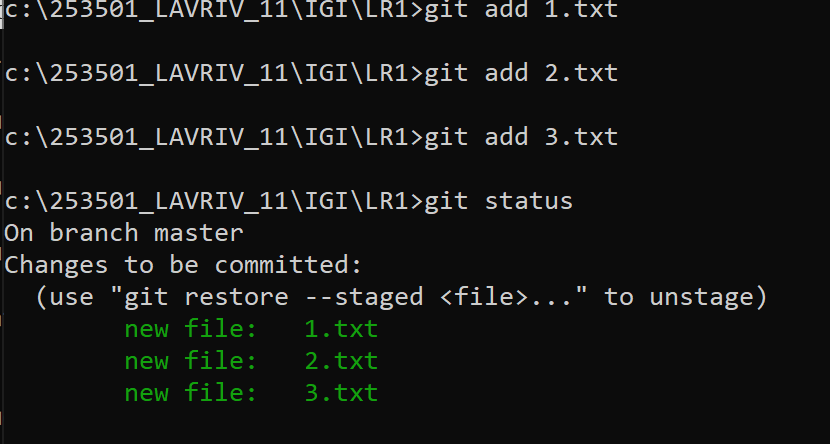 c:\253501_LAVRIV_11\IGI\LR1>git add 1.txt
c:\253501_LAVRIV_11\IGI\LR1>git add 2.txt
c:\253501_LAVRIV_11\IGI\LR1>git add 3.txt
c:\253501_LAVRIV_11\IGI\LR1>git status
On branch master
Changes to be committed:
  (use "git restore --staged <file>..." to unstage)
        new file:   1.txt
        new file:   2.txt
        new file:   3.txt